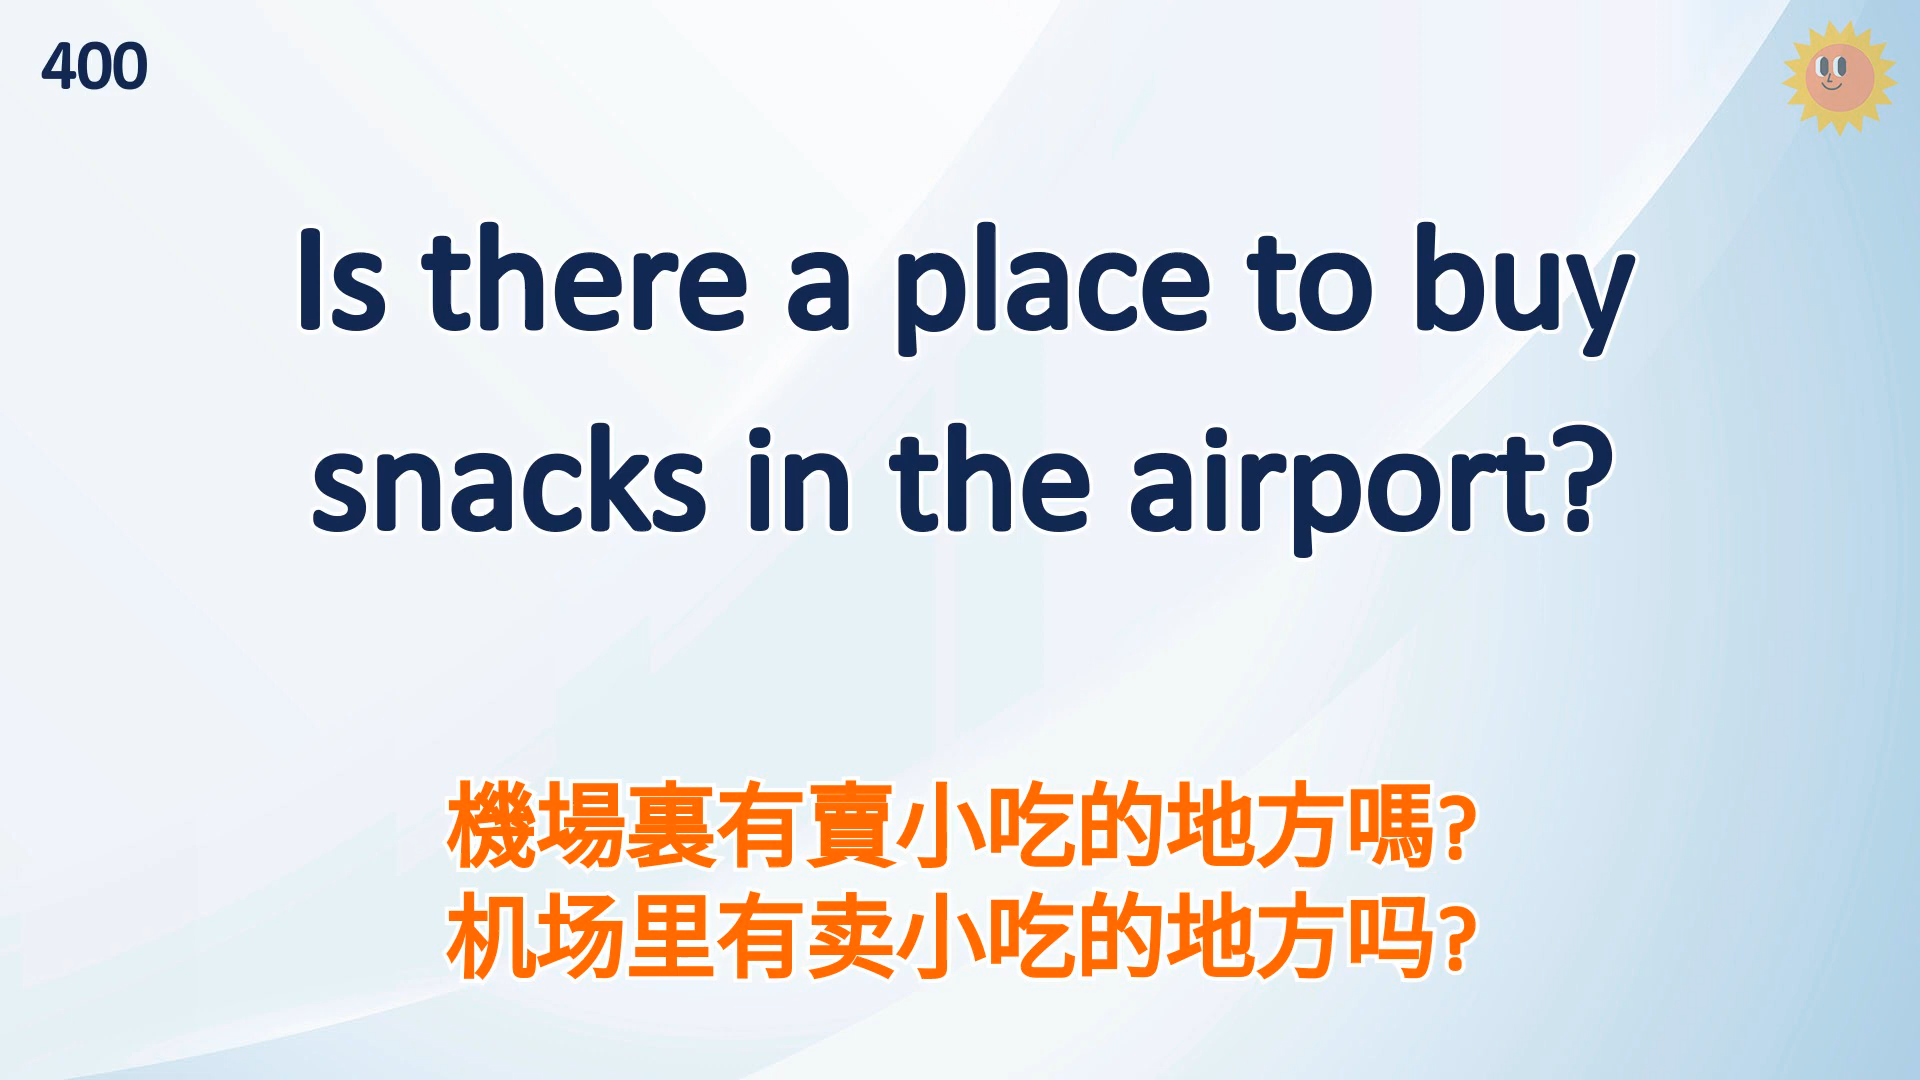 400
Is there a place to buy
snacks in the airport?
機場裏有賣小吃的地方嗎?
机场里有卖小吃的地方吗?